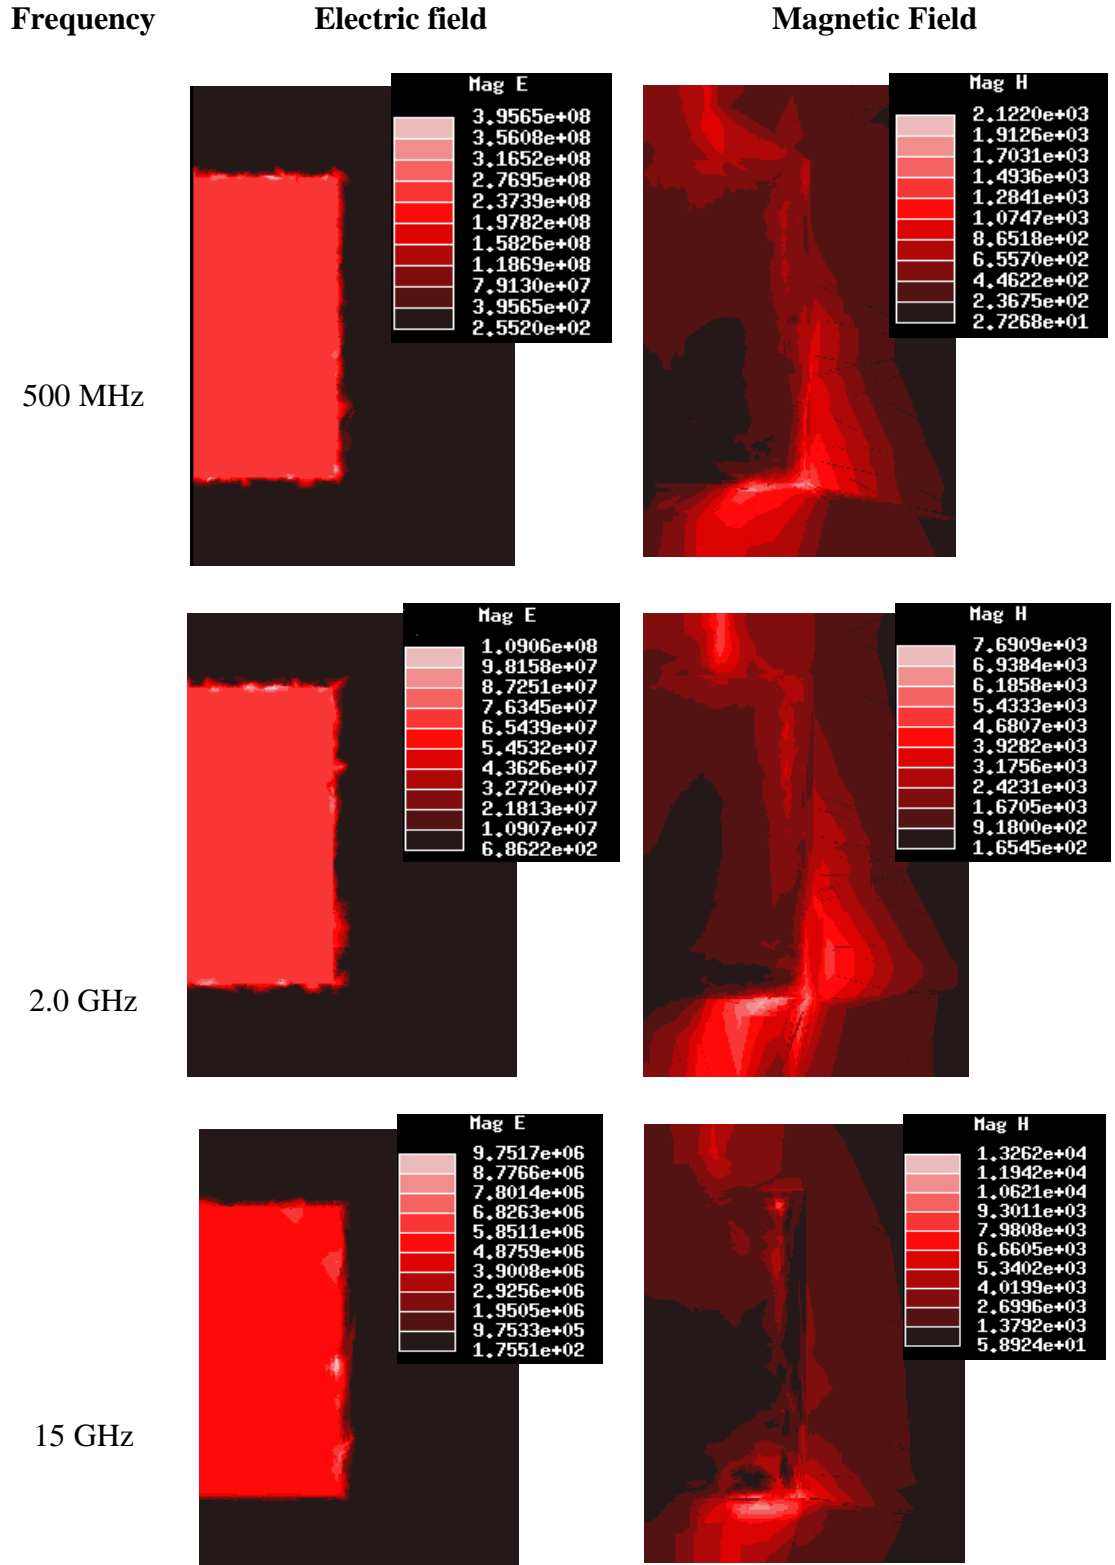 Frequency Electric field Magnetic Field
Mag E
3.9565e+08
3.5608e+08
3.1652e+08
2.7695e+08
2.3739e+08
1.9782e+08
1.5826e+08
1.1869e+08
7.9130e+07
3.9565e+07
2.5520e+02
Mag H
2.1220e+03
1.9126e+03
1.7031e+03
1.4936e+03
1.2841e+03
1.0747e+03
8.6518e+02
6.5570e+02
4.4622e+02
2.3675e+02
2.7268e+01
500 MHz
Mag E
1.0906e+08
9.8158e+07
8.7251e+07
7.6345e+07
6.5439e+07
5.4532e+07
4.3626e+07
3.2720e+07
2.1813e+07
1.0907e+07
6.8622e+02
Mag H
7.6909e+03
6.9384e+03
6.1858e+03
5.4333e+03
4.6807e+03
3.9282e+03
3.1756e+03
2.4231e+03
1.6705e+03
9.1800e+02
1.6545e+02
2.0 GHz
Mag E
9.7517e+06
8.7766e+06
7.8014e+06
6.8263e+06
5.8511e+06
4.8759e+06
3.9008e+06
2.9256e+06
1.9505e+06
9.7533e+05
1.7551e+02
Mag H
1.3262e+04
1.1942e+04
1.0621e+04
9.3011e+03
7.9808e+03
6.6605e+03
5.3402e+03
4.0199e+03
2.6996e+03
1.3792e+03
5.8924e+01
15 GHz